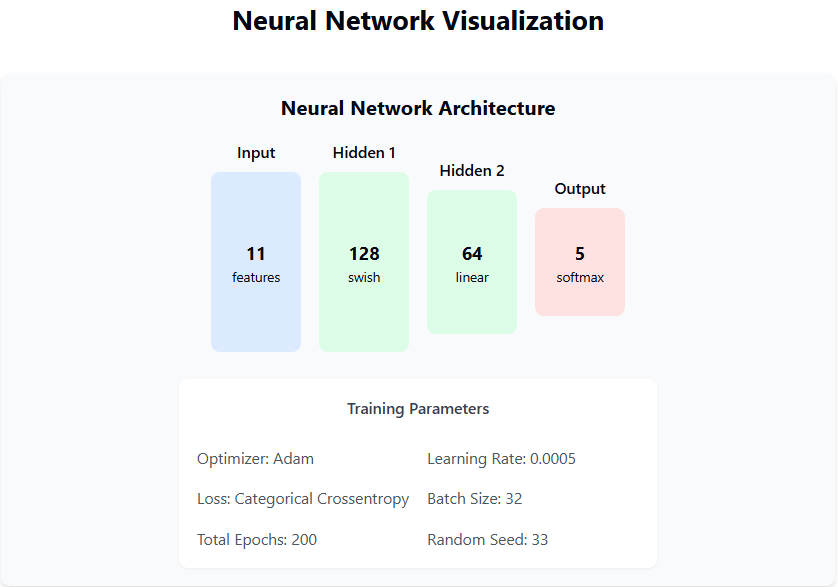 Neural Network Visualization
Neural Network Architecture
Input
11
features
Hidden 1
128
swish
Hidden 2
64
linear
Output
5
softmax
Training Parameters
Optimizer: Adam
Learning Rate: 0.0005
Loss: Categorical Crossentropy
Batch Size: 32
Total Epochs: 200
Random Seed: 33